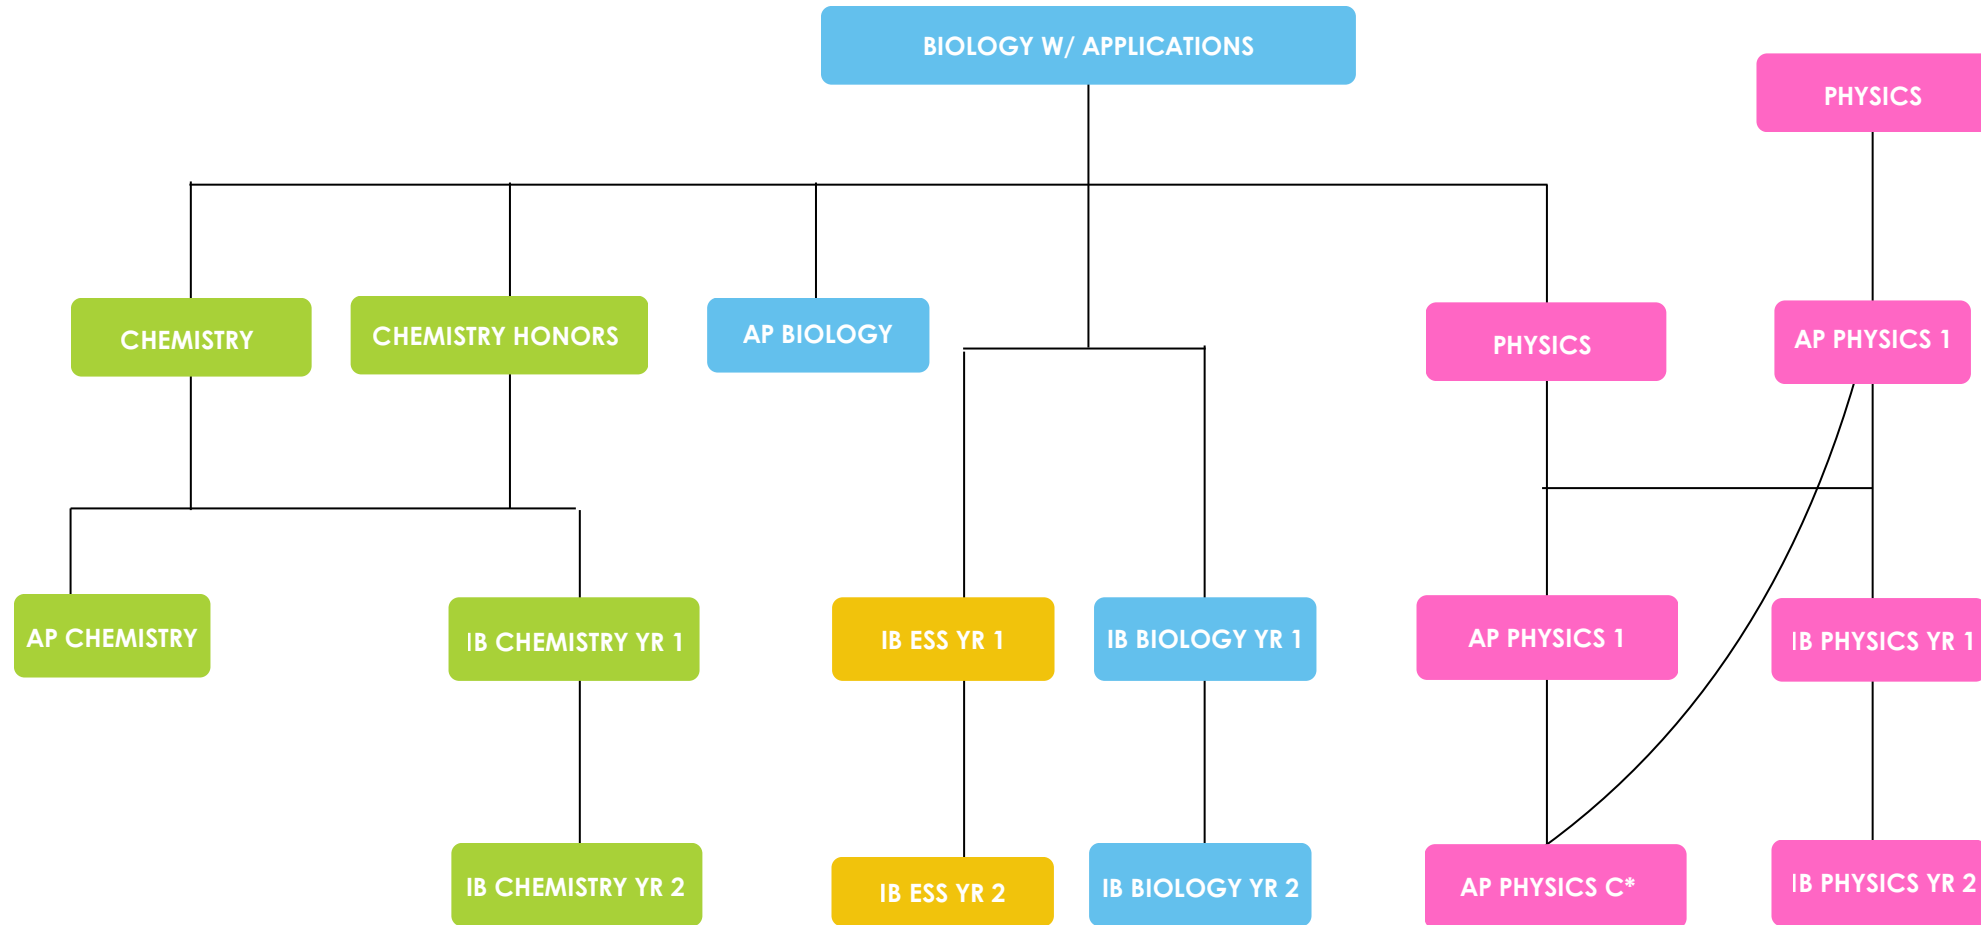 BIOLOGY W/ APPLICATIONS
PHYSICS
CHEMISTRY
CHEMISTRY HONORS
AP BIOLOGY
PHYSICS
AP PHYSICS 1
AP CHEMISTRY
IB CHEMISTRY YR 1
IB ESS YR 1
IB BIOLOGY YR 1
AP PHYSICS 1
IB PHYSICS YR 1
IB CHEMISTRY YR 2
IB ESS YR 2
IB BIOLOGY YR 2
AP PHYSICS C*
IB PHYSICS YR 2